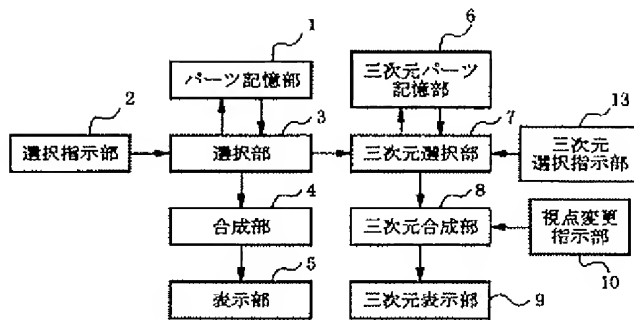 1
パーツ記憶部
6
三次元パーツ
記憶部
2
選択指示部
3
選択部
7
三次元選択部
13
三次元
選択指示部
4
合成部
8
三次元合成部
視点変更
指示部
10
5
表示部
三次元表示部
9